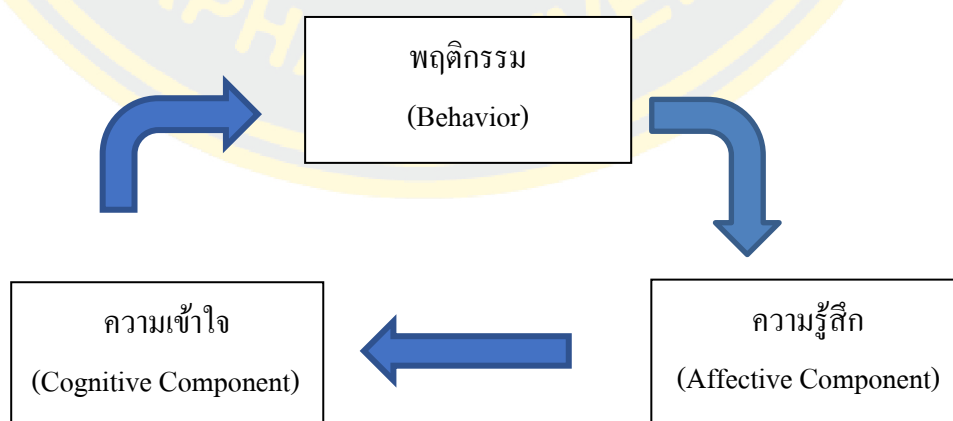 พฤติกรรม
(Behavior)
ความเข้าใจ
(Cognitive Component)
ความรู้สึก
(Affective Component)